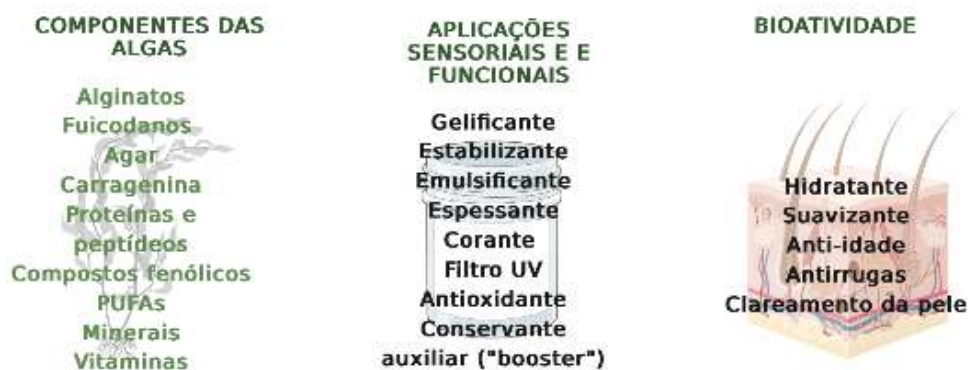 COMPONENTES DAS
ALGAS
Alginatos
Fuicodanos
Agar
Carragenina
Proteínas e
peptídeos
Compostos fenólicos
PUFAs
Minerais
Vitaminas
APLICAÇÕES
SENSORIAIS E E
FUNCIONAIS
Gelificante
Estabilizante
Emulsificante
Espessante
Corante
Filtro UV
Antioxidante
Conservante
auxiliar ("booster")
BIOATIVIDADE
Hidratante
Suavizante
Anti-idade
Antirrugas
Clareamento da pele